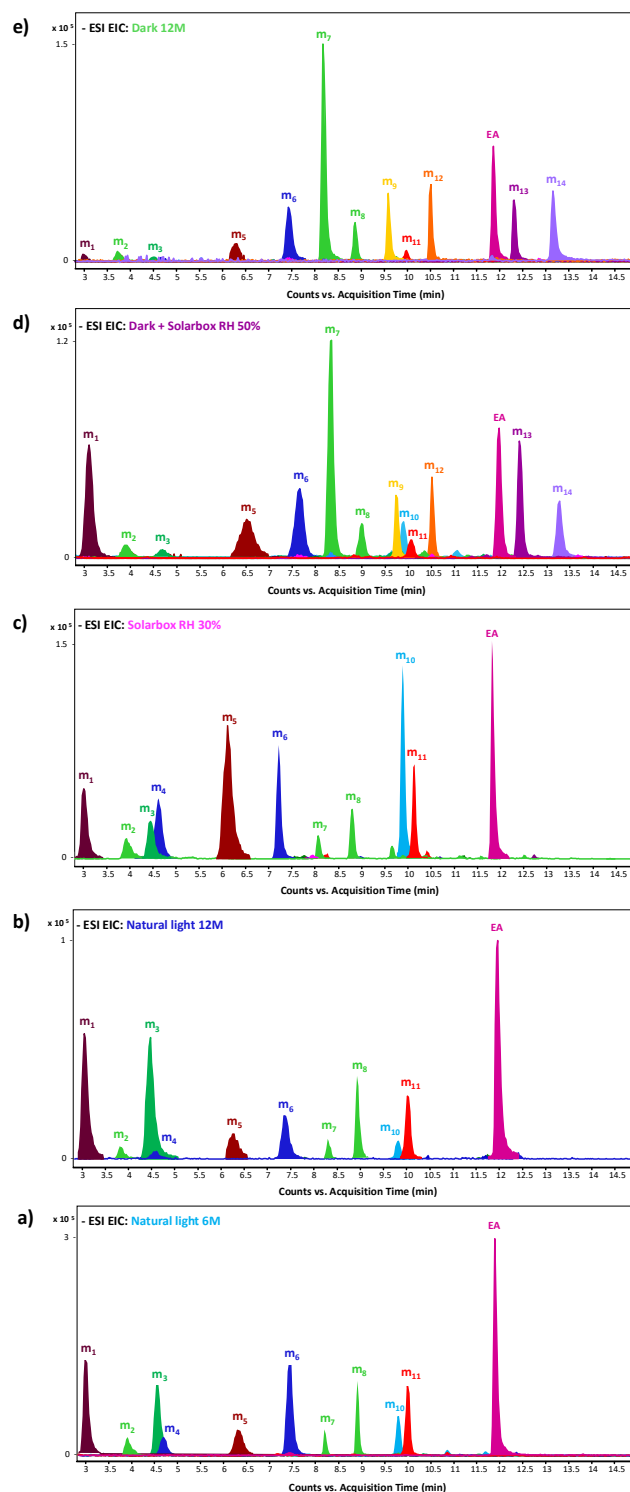 e)
x 10 5
- ESI EIC: Dark 12M
1.5
0
m1
m2
m3
m5
m6
m7
m8
m9
m11
m12
EA
m13
m14
3 3.5 4 4.5 5 5.5 6 6.5 7 7.5 8 8.5 9 9.5 10 10.5 11 11.5 12 12.5 13 13.5 14 14.5
Counts vs. Acquisition Time (min)
d)
x 10 5
- ESI EIC: Dark + Solarbox RH 50%
1.2
0
m1
m2
m3
m5
m6
m7
m8
m9
m10
m11
m12
EA
m13
m14
3 3.5 4 4.5 5 5.5 6 6.5 7 7.5 8 8.5 9 9.5 10 10.5 11 11.5 12 12.5 13 13.5 14 14.5
Counts vs. Acquisition Time (min)
c)
x 10 5
- ESI EIC: Solarbox RH 30%
1.5
0
m1
m2
m3
m4
m5
m6
m7
m8
m10
m11
EA
3 3.5 4 4.5 5 5.5 6 6.5 7 7.5 8 8.5 9 9.5 10 10.5 11 11.5 12 12.5 13 13.5 14 14.5
Counts vs. Acquisition Time (min)
b)
x 10 5
- ESI EIC: Natural light 12M
1
0
m1
m2
m3
m4
m5
m6
m7
m8
m10
m11
EA
3 3.5 4 4.5 5 5.5 6 6.5 7 7.5 8 8.5 9 9.5 10 10.5 11 11.5 12 12.5 13 13.5 14 14.5
Counts vs. Acquisition Time (min)
a)
x 10 5
- ESI EIC: Natural light 6M
3
0
m1
m2
m3
m4
m5
m6
m7
m8
m10
m11
EA
3 3.5 4 4.5 5 5.5 6 6.5 7 7.5 8 8.5 9 9.5 10 10.5 11 11.5 12 12.5 13 13.5 14 14.5
Counts vs. Acquisition Time (min)